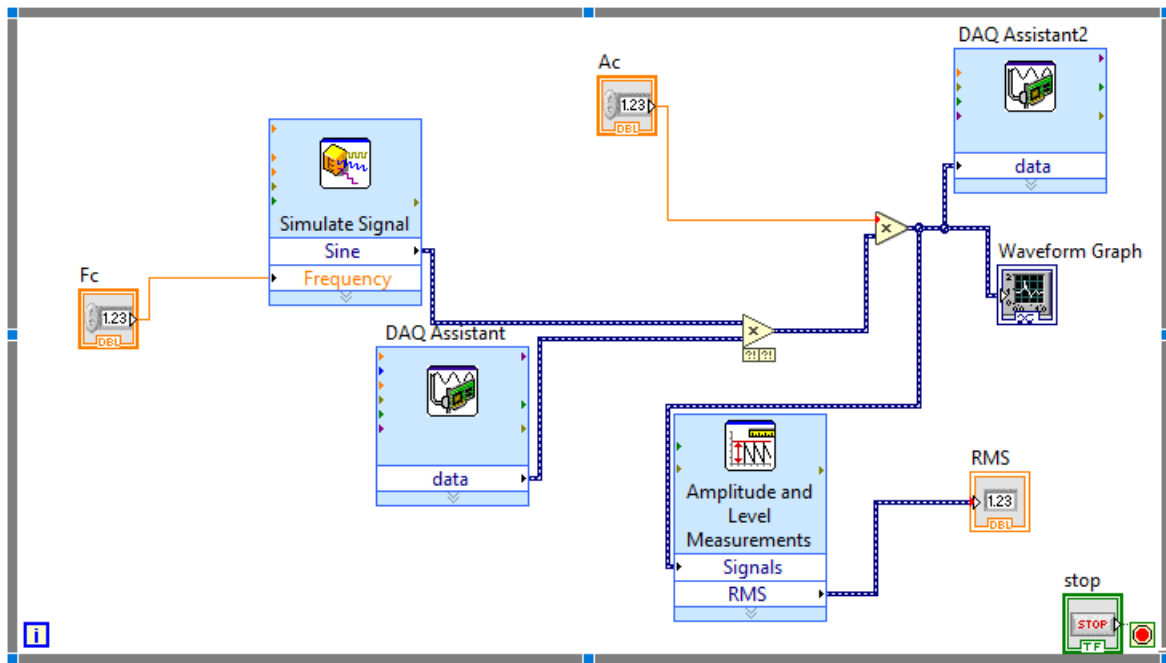 DAQ Assistant2
Ac
1.23
DBL
data
Simulate Signal
Sine
Frequency
Fc
1.23
DBL
Waveform Graph
DAQ Assistant
data
Amplitude and
Level
Measurements
Signals
RMS
RMS
1.23
DBL
stop
STOP
TF
i